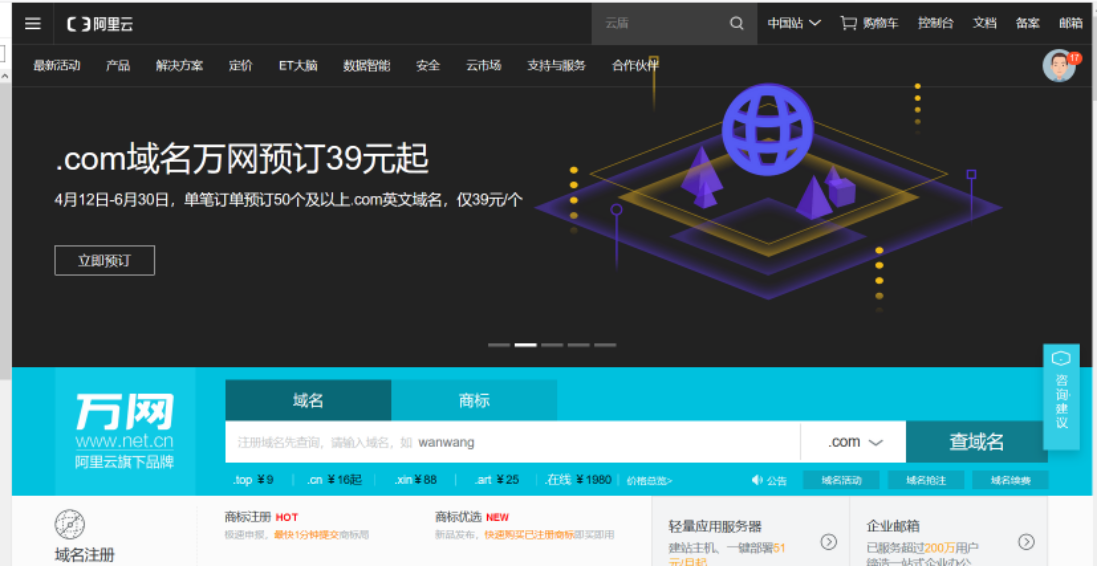 阿里云
云盾
中国站 购物车 控制台 文档 备案 邮箱
最新活动 产品 解决方案 定价 ET大脑 数据智能 安全 云市场 支持与服务 合作伙伴
17
.com域名万网预订39元起
4月12日-6月30日，单笔订单预订50个及以上.com英文域名，仅39元/个
立即预订
咨询·建议
万网
www.net.cn
阿里云旗下品牌
域名 商标
注册域名先查询，请输入域名，如 wanwang .com 查域名
.top ¥9 .cn ¥16起 .xin ¥88 .art ¥25 .在线 ¥1980 价格总览> 公告 域名活动 域名抢注 域名续费
域名注册
商标注册 HOT
极速申报，最快1分钟提交商标局
商标优选 NEW
新品发布，快速购买已注册商标即买即用
轻量应用服务器
建站主机、一键部署51
元/月起
企业邮箱
已服务超过200万用户
筛选一站式企业办公